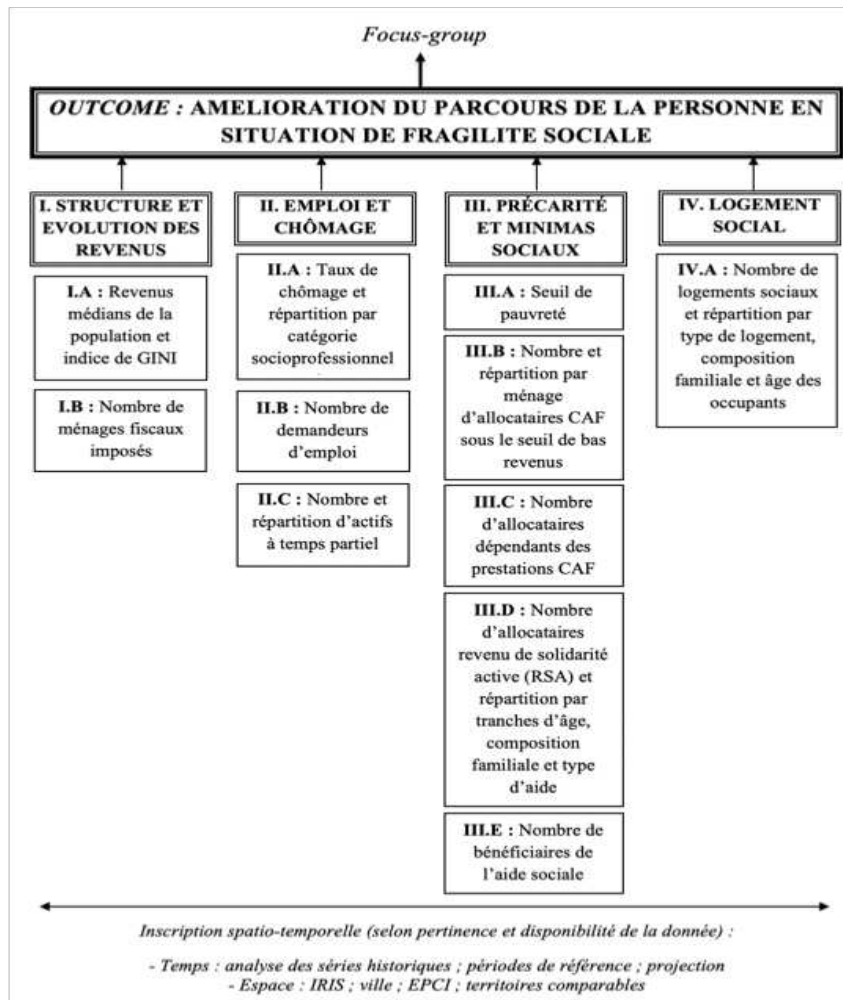 Focus-group
OUTCOME : AMELIORATION DU PARCOURS DE LA PERSONNE EN
SITUATION DE FRAGILITE SOCIALE
I. STRUCTURE ET
EVOLUTION DES
REVENUS
I.A : Revenus
médians de la
population et
indice de GINI
I.B : Nombre de
ménages fiscaux
imposés
II. EMPLOI ET
CHÔMAGE
II.A : Taux de
chômage et
répartition par
catégorie
socioprofessionnel
II.B : Nombre de
demandeurs
d’emploi
II.C : Nombre et
répartition d’actifs
à temps partiel
III. PRÉCARITÉ
ET MINIMAS
SOCIAUX
III.A : Seuil de
pauvreté
III.B : Nombre et
répartition par
ménage
d’allocataires CAF
sous le seuil de bas
revenus
III.C : Nombre
d’allocataires
dépendants des
prestations CAF
III.D : Nombre
d’allocataires
revenu de solidarité
active (RSA) et
répartition par
tranches d’âge,
composition
familiale et type
d’aide
III.E : Nombre de
bénéficiaires de
l’aide sociale
IV. LOGEMENT
SOCIAL
IV.A : Nombre de
logements sociaux
et répartition par
type de logement,
composition
familiale et âge des
occupants
Inscription spatio-temporelle (selon pertinence et disponibilité de la donnée) :
- Temps : analyse des séries historiques ; périodes de référence ; projection
- Espace : IRIS ; ville ; EPCI ; territoires comparables